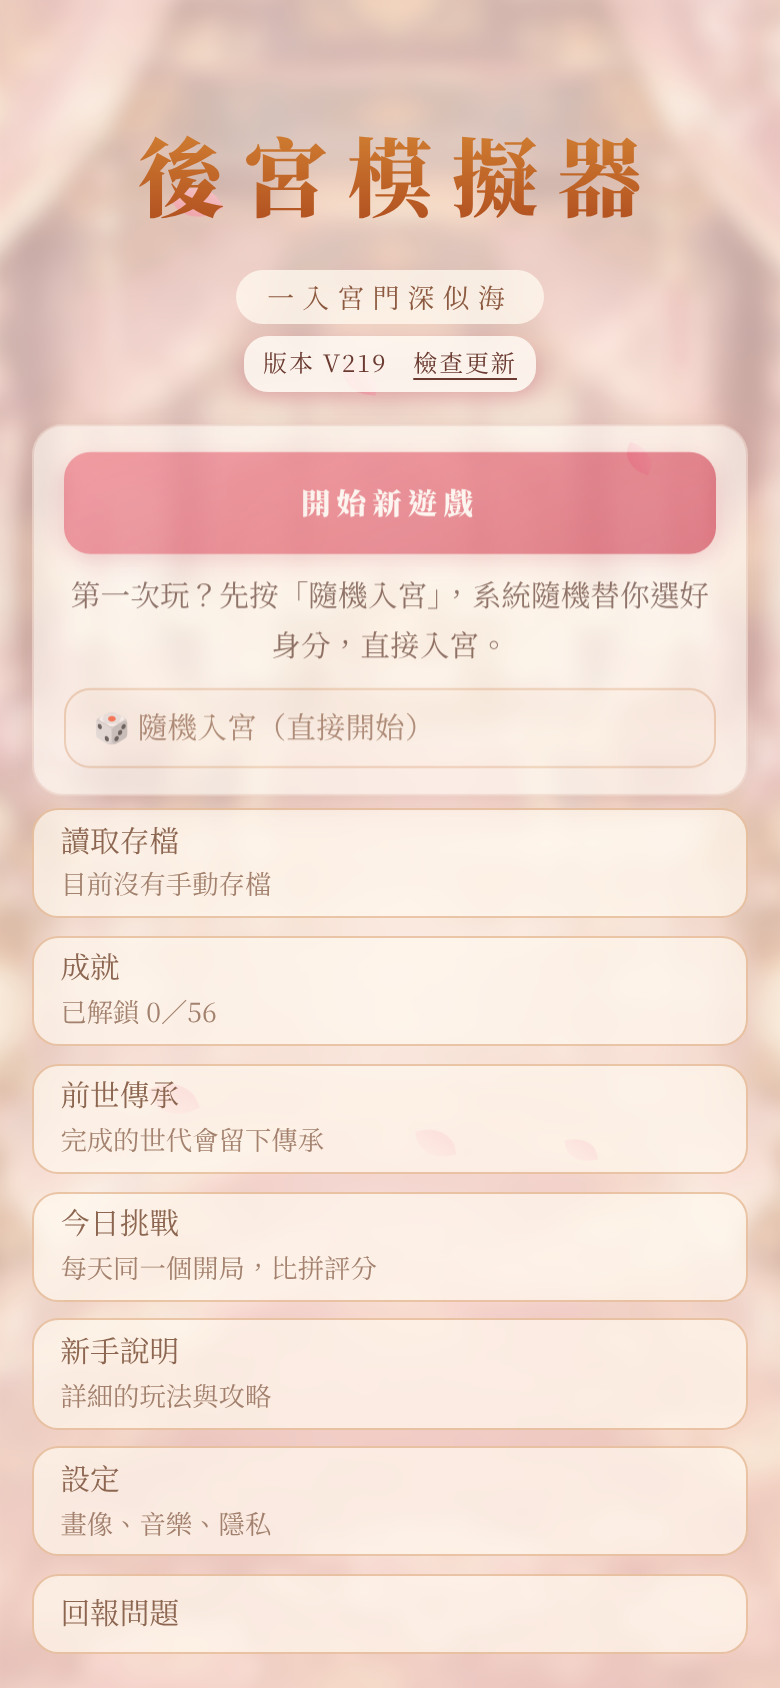 後宮模擬器
一入宮門深似海
版本 V219 檢查更新
開始新遊戲
第一次玩？先按「隨機入宮」，系統隨機替你選好
身分，直接入宮。
隨機入宮（直接開始）
讀取存檔
目前沒有手動存檔
成就
已解鎖 0／56
前世傳承
完成的世代會留下傳承
今日挑戰
每天同一個開局，比拼評分
新手說明
詳細的玩法與攻略
設定
畫像、音樂、隱私
回報問題